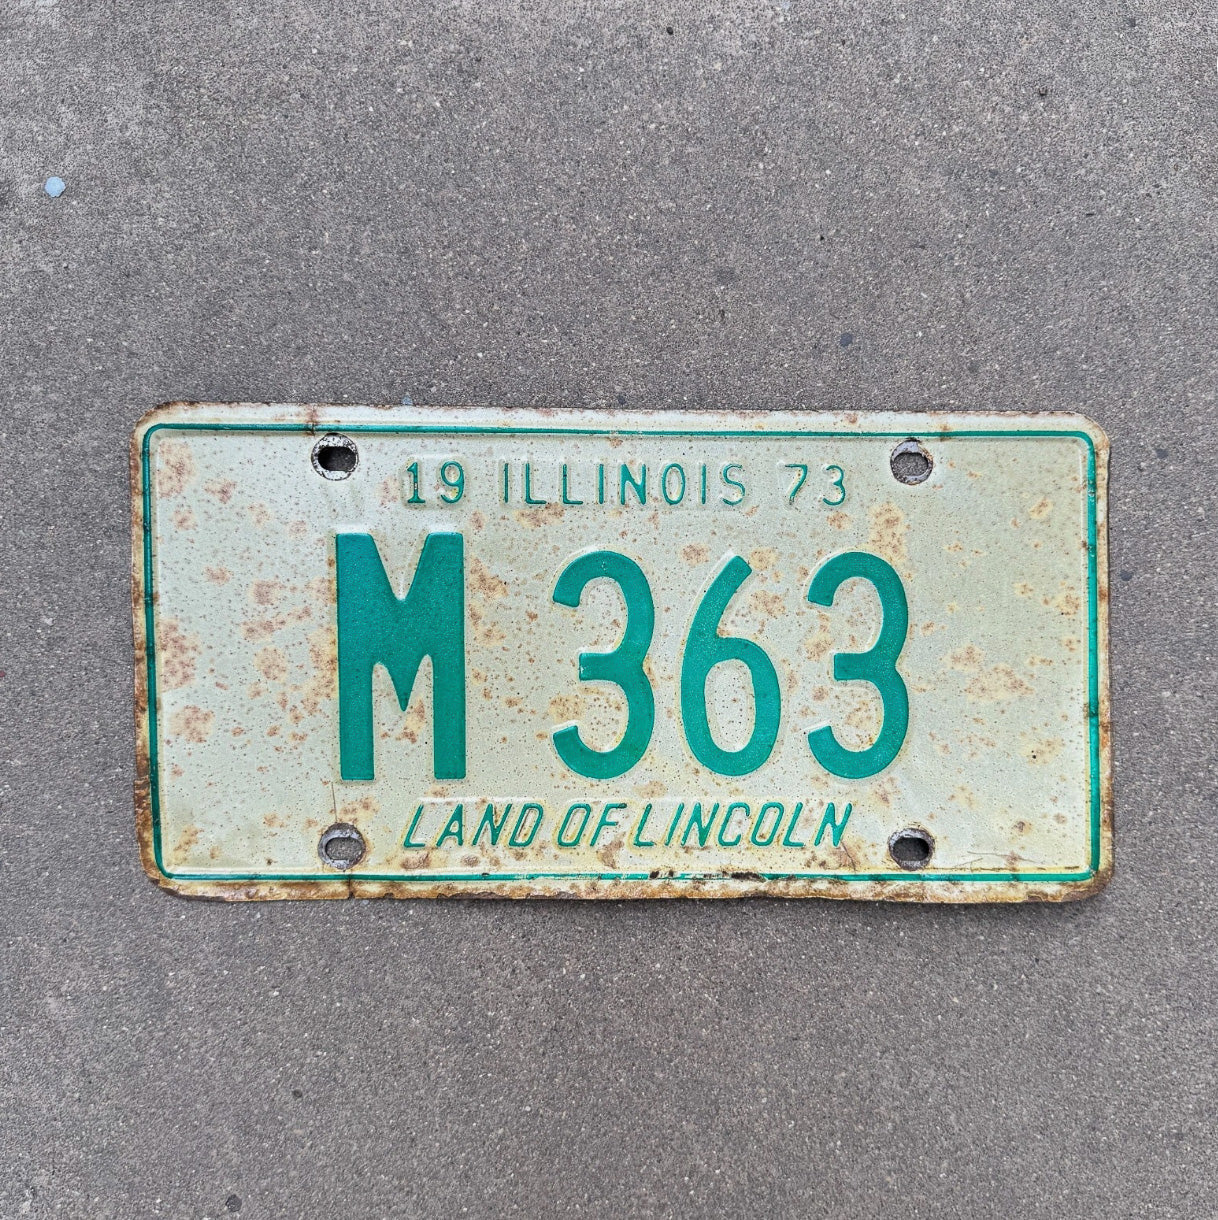 19 ILLINOIS 73
M 363
LAND OF LINCOLN